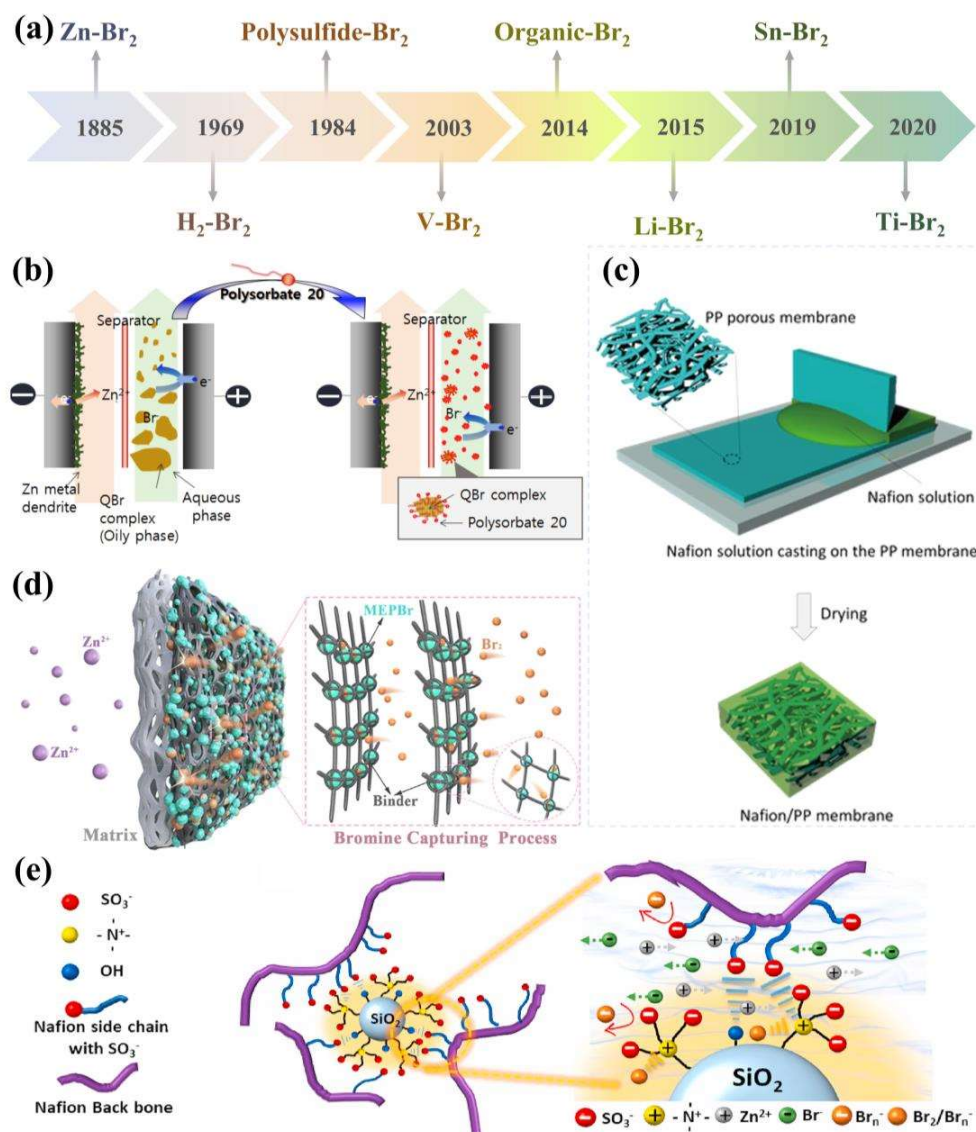 (a)
Zn-Br₂
Polysulfide-Br₂
Organic-Br₂
Sn-Br₂
1885
1969
1984
2003
2014
2015
2019
2020
H₂-Br₂
V-Br₂
Li-Br₂
Ti-Br₂
(b)
Polysorbate 20
Separator
Zn²⁺
Br⁻
e⁻
Zn metal
dendrite
QBr
complex
(Oily phase)
Aqueous
phase
Separator
Zn²⁺
Br⁻
e⁻
QBr complex
Polysorbate 20
(c)
PP porous membrane
Nafion solution
Nafion solution casting on the PP membrane
Drying
Nafion/PP membrane
(d)
Zn²⁺
Zn²⁺
Matrix
MEPBr
Br₂
Binder
Bromine Capturing Process
(e)
SO₃⁻
- N⁺-
OH
Nafion side chain
with SO₃⁻
Nafion Back bone
SiO₂
SiO₂
SO₃⁻
- N⁺-
Zn²⁺
Br⁻
Brₙ⁻
Br₂/Brₙ⁻